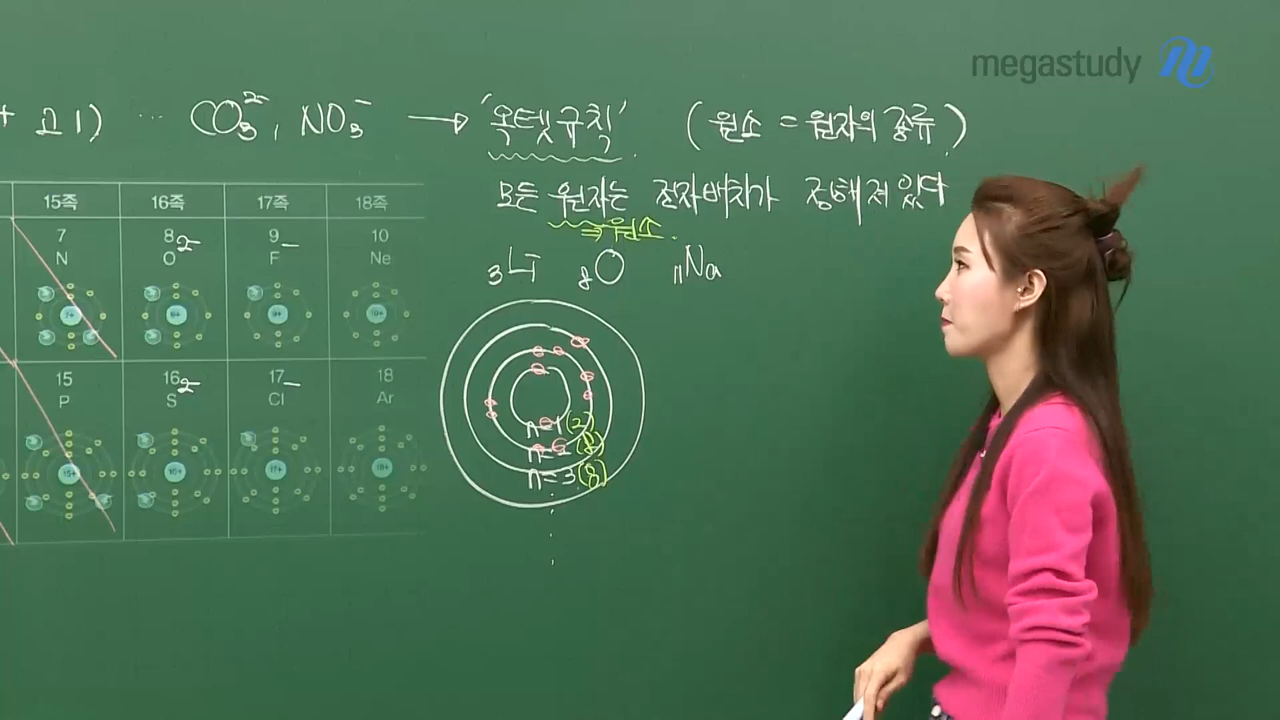 megastudy
+ 고1) ··· CO₃²⁻, NO₃⁻ → '옥텟규칙' (원소 = 원자의 종류)
모든 원자는 전자배치가 정해져 있다
⇒ 원소.
₃Li ₈O ₁₁Na
15족 16족 17족 18족
7 8 9 10
N O 2- F - Ne
15 16 17 18
P S 2- Cl - Ar
n=1 (2)
n=2 (8)
n=3 (8)